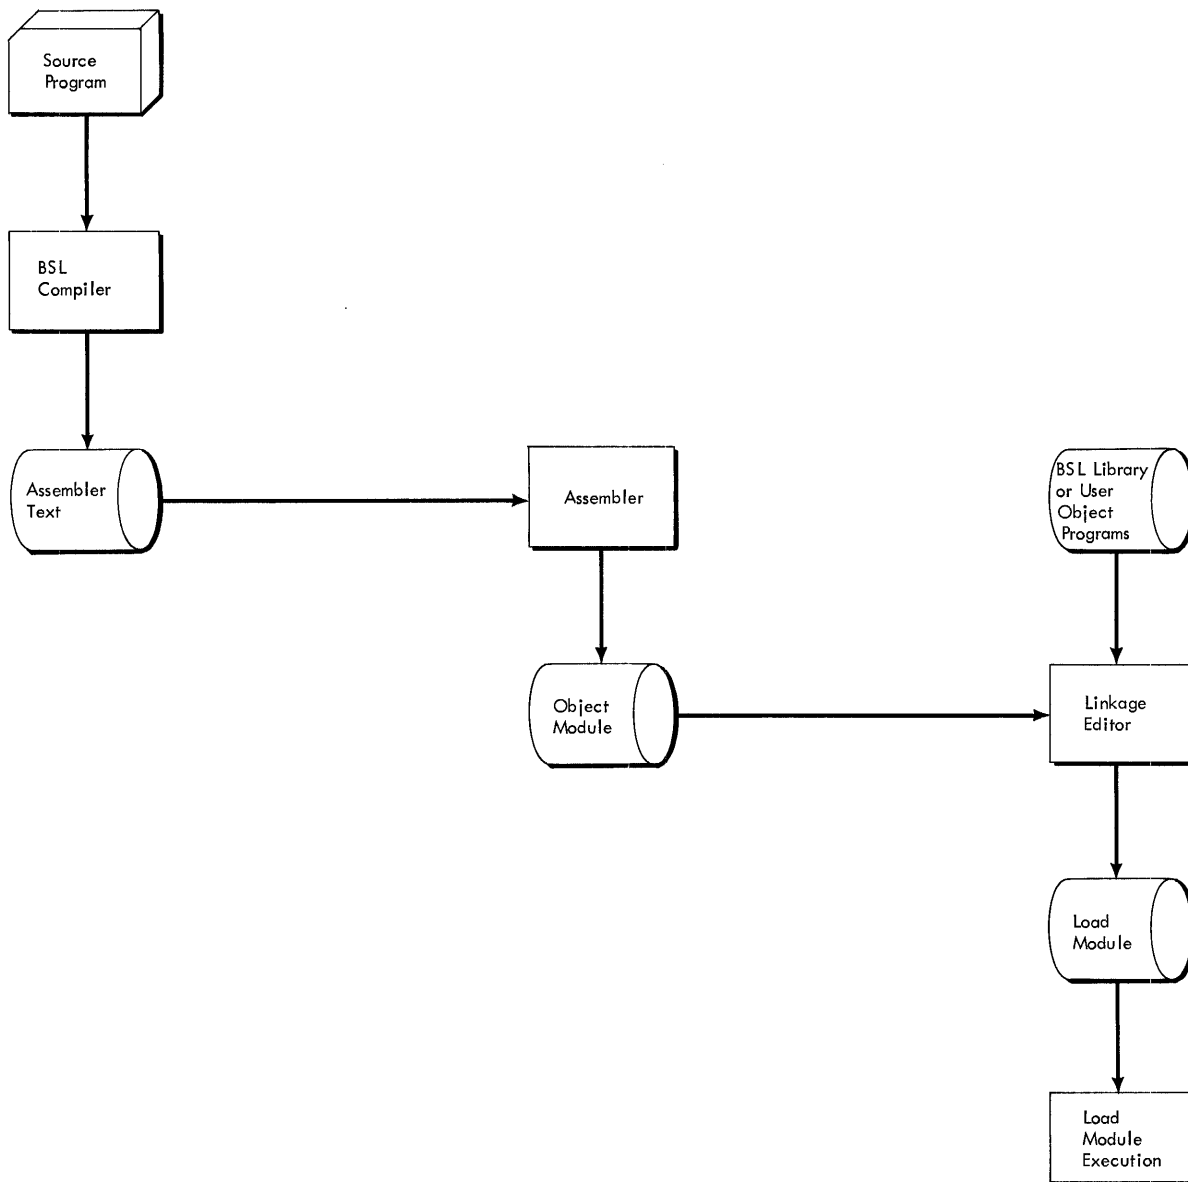 Source
Program
BSL
Compiler
Assembler
Text
Assembler
BSL Library
or User
Object
Programs
Object
Module
Linkage
Editor
Load
Module
Load
Module
Execution